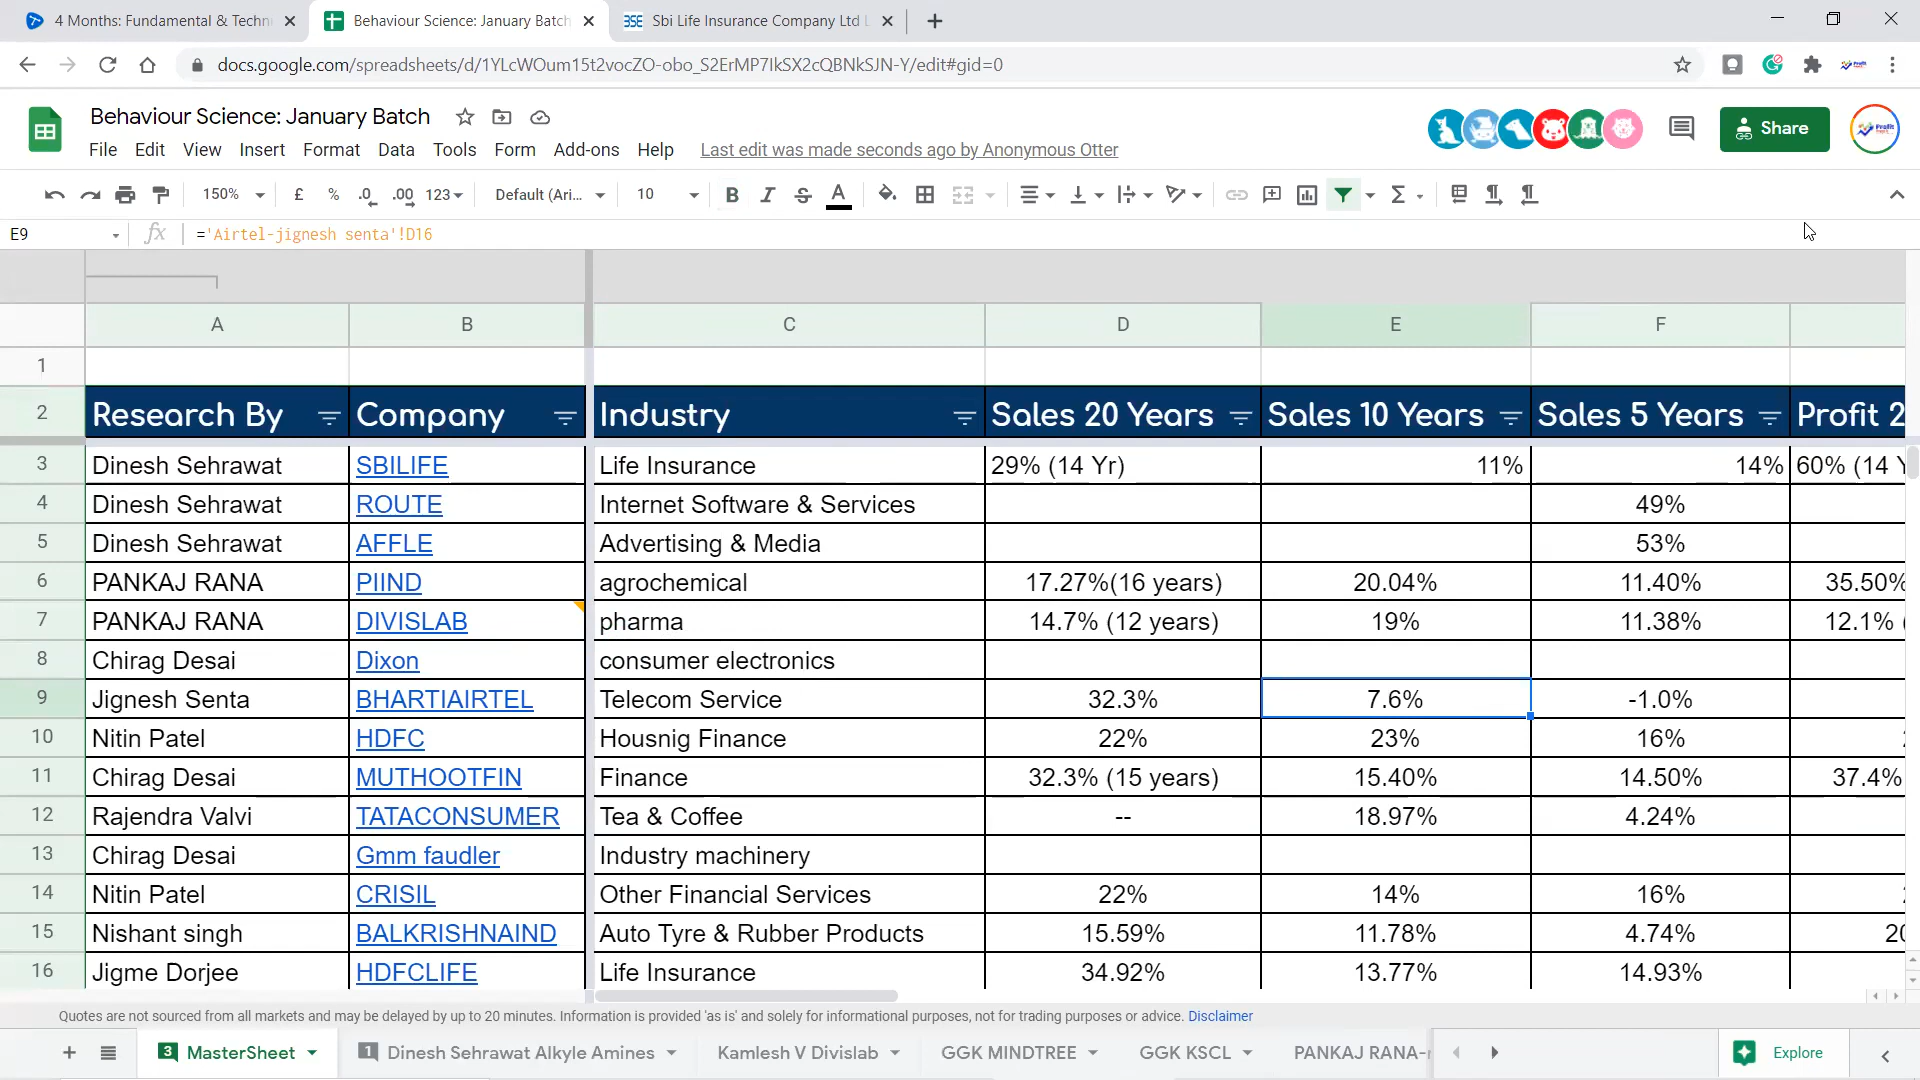 4 Months: Fundamental & Techn
Behaviour Science: January Batch
BSE Sbi Life Insurance Company Ltd L
docs.google.com/spreadsheets/d/1YLcWOum15t2vocZO-obo_S2ErMP7IkSX2cQBNkSJN-Y/edit#gid=0
Behaviour Science: January Batch
Share
File Edit View Insert Format Data Tools Form Add-ons Help Last edit was made seconds ago by Anonymous Otter
150% £ % .0 .00 123 Default (Ari... 10 B I S A Σ
E9 fx ='Airtel-jignesh senta'!D16
A B C D E F
1
2 Research By Company Industry Sales 20 Years Sales 10 Years Sales 5 Years Profit 2
3 Dinesh Sehrawat SBILIFE Life Insurance 29% (14 Yr) 11% 14% 60% (14 Y
4 Dinesh Sehrawat ROUTE Internet Software & Services 49%
5 Dinesh Sehrawat AFFLE Advertising & Media 53%
6 PANKAJ RANA PIIND agrochemical 17.27%(16 years) 20.04% 11.40% 35.50%
7 PANKAJ RANA DIVISLAB pharma 14.7% (12 years) 19% 11.38% 12.1% (
8 Chirag Desai Dixon consumer electronics
9 Jignesh Senta BHARTIAIRTEL Telecom Service 32.3% 7.6% -1.0%
10 Nitin Patel HDFC Housnig Finance 22% 23% 16%
11 Chirag Desai MUTHOOTFIN Finance 32.3% (15 years) 15.40% 14.50% 37.4%
12 Rajendra Valvi TATACONSUMER Tea & Coffee -- 18.97% 4.24%
13 Chirag Desai Gmm faudler Industry machinery
14 Nitin Patel CRISIL Other Financial Services 22% 14% 16%
15 Nishant singh BALKRISHNAIND Auto Tyre & Rubber Products 15.59% 11.78% 4.74% 20
16 Jigme Dorjee HDFCLIFE Life Insurance 34.92% 13.77% 14.93%
Quotes are not sourced from all markets and may be delayed by up to 20 minutes. Information is provided 'as is' and solely for informational purposes, not for trading purposes or advice. Disclaimer
3 MasterSheet 1 Dinesh Sehrawat Alkyle Amines Kamlesh V Divislab GGK MINDTREE GGK KSCL PANKAJ RANA- Explore